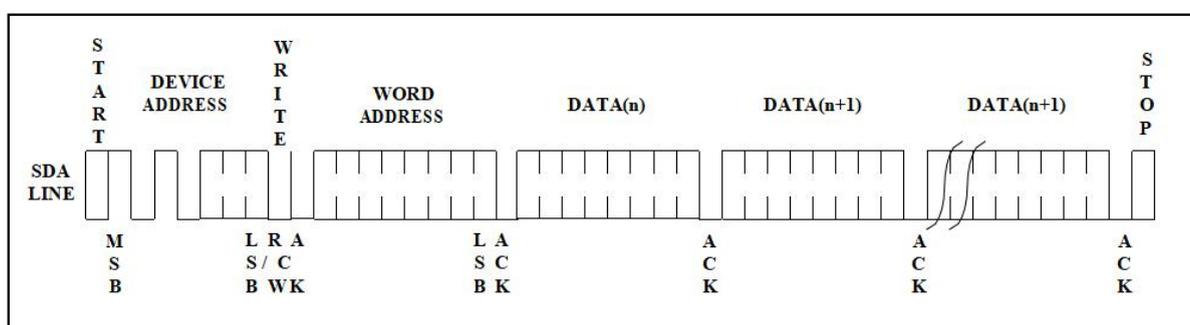 START
DEVICE
ADDRESS
WRITE
WORD
ADDRESS
DATA(n)
DATA(n+1)
DATA(n+1)
STOP
SDA
LINE
MSB
LSB
R/W
ACK
LSB
ACK
ACK
ACK
ACK